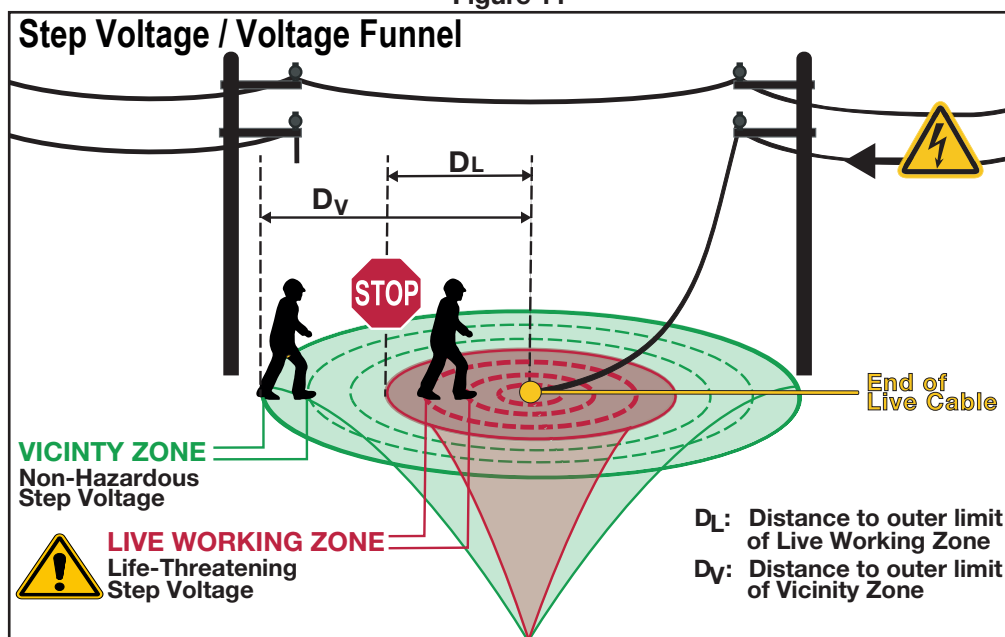 Step Voltage / Voltage Funnel
DL
DV
STOP
End of
Live Cable
VICINTY ZONE
Non-Hazardous
Step Voltage
LIVE WORKING ZONE
Life-Threatening
Step Voltage
DL: Distance to outer limit
of Live Working Zone
DV: Distance to outer limit
of Vicinity Zone